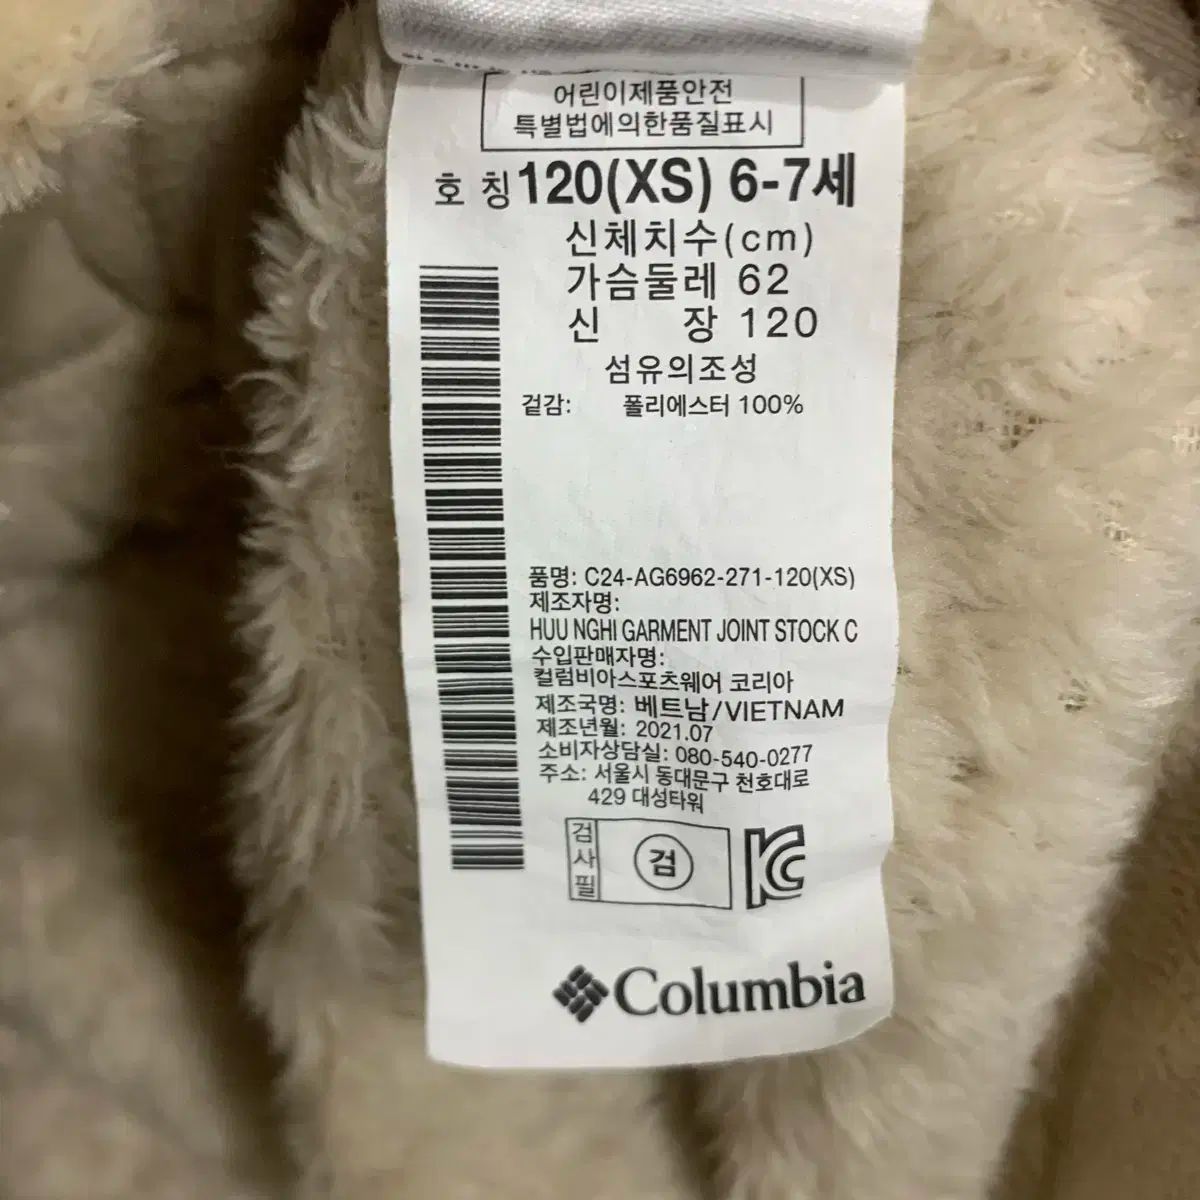 어린이제품안전
특별법에의한품질표시
호 칭 120(XS) 6-7세
신체치수(cm)
가슴둘레 62
신 장 120
섬유의조성
겉감: 폴리에스터 100%
품명: C24-AG6962-271-120(XS)
제조자명:
HUU NGHI GARMENT JOINT STOCK C
수입판매자명:
컬럼비아스포츠웨어 코리아
제조국명: 베트남/VIETNAM
제조년월: 2021.07
소비자상담실: 080-540-0277
주소: 서울시 동대문구 천호대로
429 대성타워
검사필
검
KC
Columbia